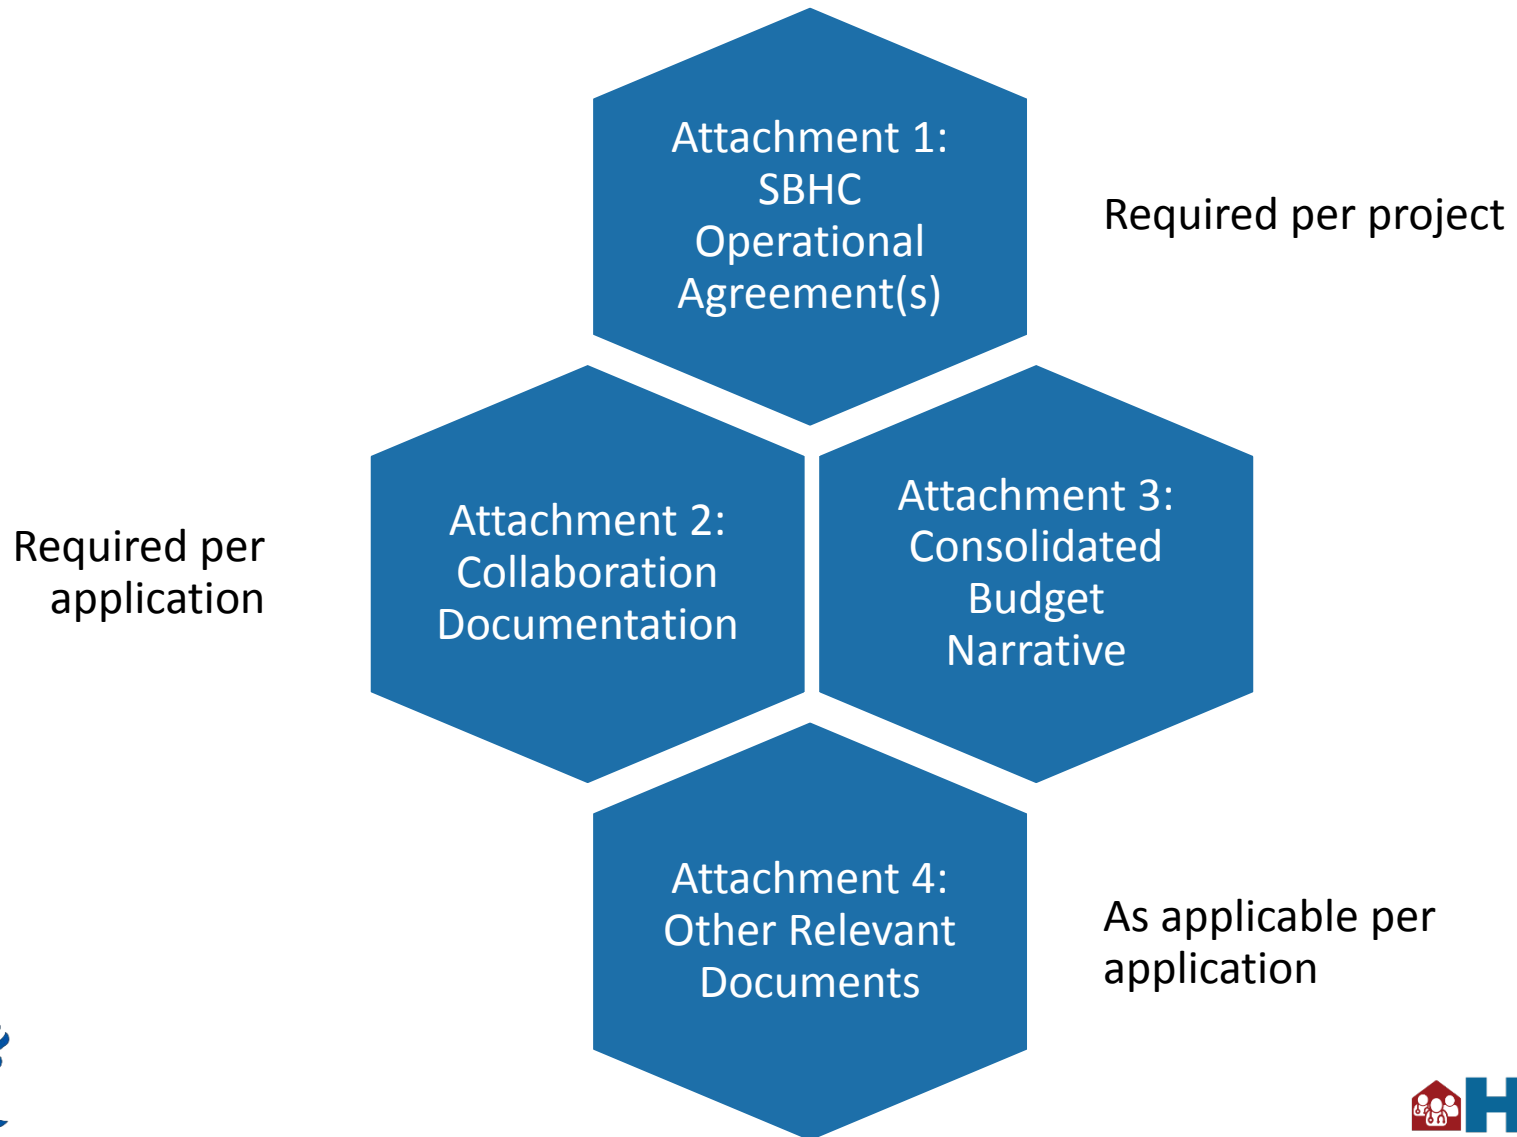 Attachment 1:
SBHC
Operational
Agreement(s)
Required per project
Required per
application
Attachment 2:
Collaboration
Documentation
Attachment 3:
Consolidated
Budget
Narrative
Attachment 4:
Other Relevant
Documents
As applicable per
application
H